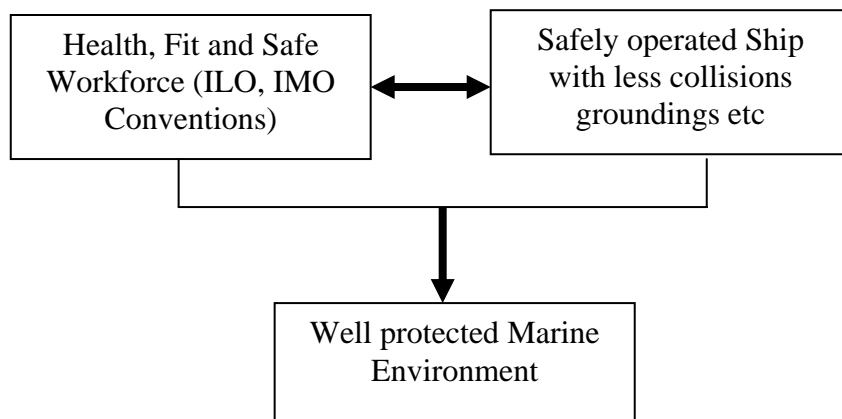 Health, Fit and Safe
Workforce (ILO, IMO
Conventions)
Safely operated Ship
with less collisions
groundings etc
Well protected Marine
Environment